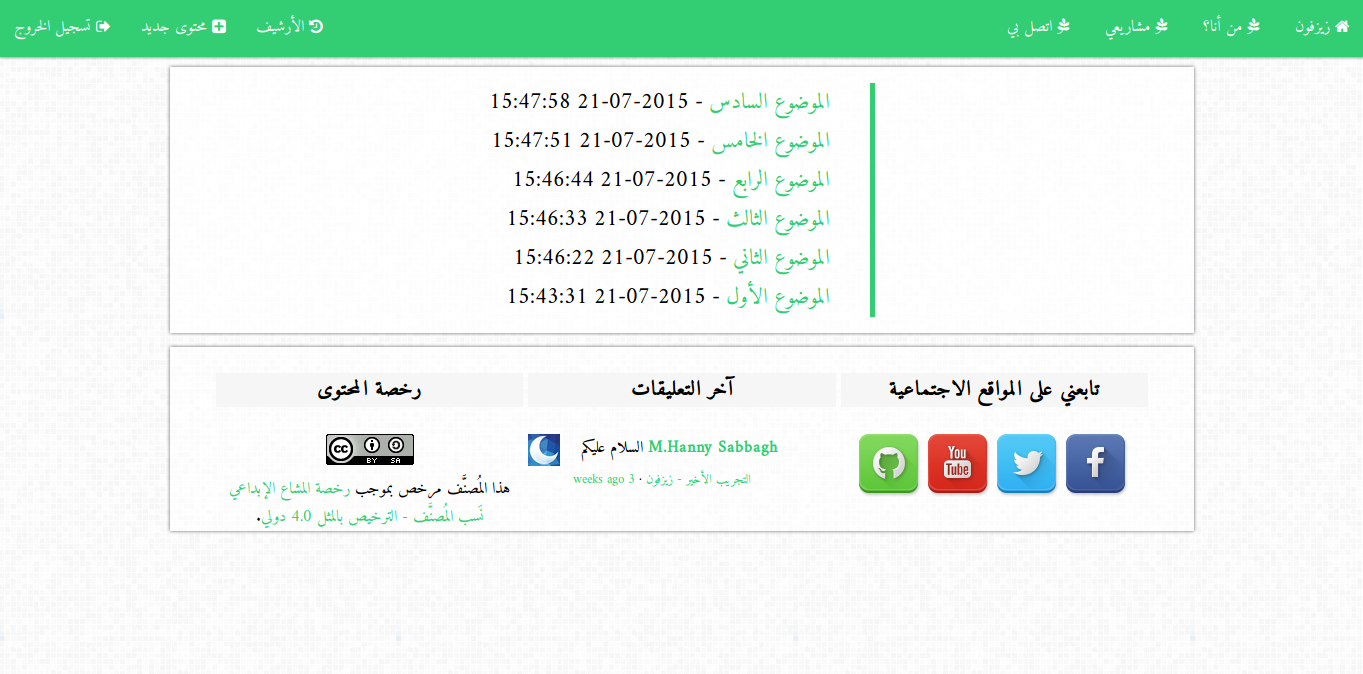 زيزفون
من أنا؟
مشاريعي
اتصل بي
الأرشيف
محتوى جديد
تسجيل الخروج
الموضوع السادس - 2015-07-21 15:47:58
الموضوع الخامس - 2015-07-21 15:47:51
الموضوع الرابع - 2015-07-21 15:46:44
الموضوع الثالث - 2015-07-21 15:46:33
الموضوع الثاني - 2015-07-21 15:46:22
الموضوع الأول - 2015-07-21 15:43:31
تابعني على المواقع الاجتماعية
You
Tube
آخر التعليقات
M.Hanny Sabbagh السلام عليكم
التجريب الأخير - زيزفون · 3 weeks ago
رخصة المحتوى
cc
BY SA
هذا المُصنَّف مرخص بموجب رخصة المشاع الإبداعي
نَسب المُصنَّف - الترخيص بالمثل 4.0 دولي.